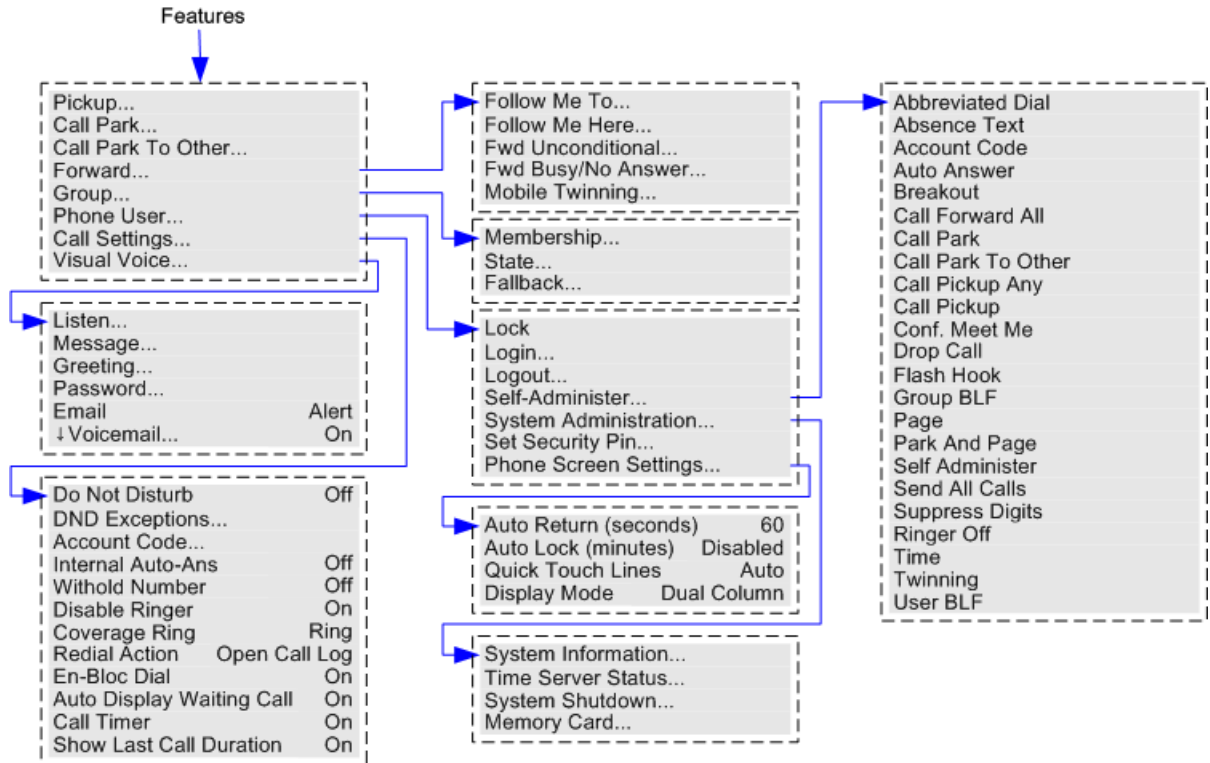 Features
Pickup...
Call Park...
Call Park To Other...
Forward...
Group...
Phone User...
Call Settings...
Visual Voice...
Listen...
Message...
Greeting...
Password...
Email Alert
↓Voicemail... On
Do Not Disturb Off
DND Exceptions...
Account Code...
Internal Auto-Ans Off
Withold Number Off
Disable Ringer On
Coverage Ring Ring
Redial Action Open Call Log
En-Bloc Dial On
Auto Display Waiting Call On
Call Timer On
Show Last Call Duration On
Follow Me To...
Follow Me Here...
Fwd Unconditional...
Fwd Busy/No Answer...
Mobile Twinning...
Membership...
State...
Fallback...
Lock
Login...
Logout...
Self-Administer...
System Administration...
Set Security Pin...
Phone Screen Settings...
Auto Return (seconds) 60
Auto Lock (minutes) Disabled
Quick Touch Lines Auto
Display Mode Dual Column
System Information...
Time Server Status...
System Shutdown...
Memory Card...
Abbreviated Dial
Absence Text
Account Code
Auto Answer
Breakout
Call Forward All
Call Park
Call Park To Other
Call Pickup Any
Call Pickup
Conf. Meet Me
Drop Call
Flash Hook
Group BLF
Page
Park And Page
Self Administer
Send All Calls
Suppress Digits
Ringer Off
Time
Twinning
User BLF